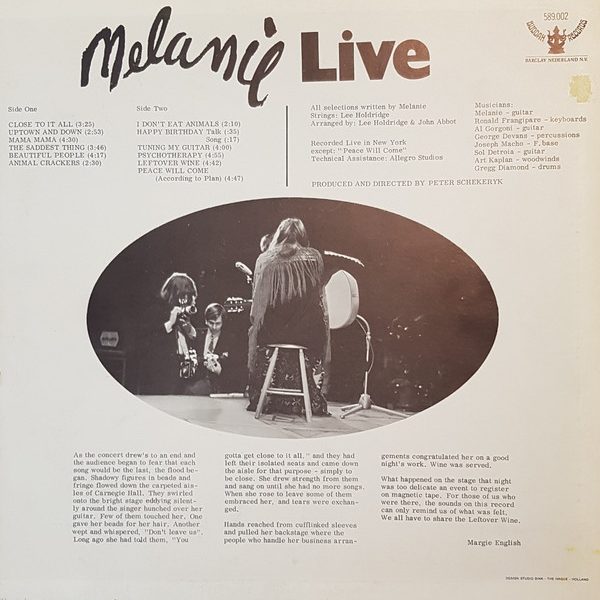 Melanie Live
589.002
BUDDAH RECORDS
BARCLAY NEDERLAND N.V.
Side One
CLOSE TO IT ALL (3:25)
UPTOWN AND DOWN (2:53)
MAMA MAMA (4:30)
THE SADDEST THING (3:46)
BEAUTIFUL PEOPLE (4:17)
ANIMAL CRACKERS (2:30)
Side Two
I DON'T EAT ANIMALS (2:10)
HAPPY BIRTHDAY Talk (:35)
Song (:17)
TUNING MY GUITAR (4:00)
PSYCHOTHERAPY (4:55)
LEFTOVER WINE (4:42)
PEACE WILL COME
(According to Plan) (4:47)
All selections written by Melanie
Strings: Lee Holdridge
Arranged by: Lee Holdridge & John Abbot
Recorded Live in New York
except: "Peace Will Come"
Technical Assistance: Allegro Studios
Musicians:
Melanie - guitar
Ronald Frangipare - keyboards
Al Gorgoni - guitar
George Devans - percussions
Joseph Macho - F. base
Sol Detroia - guitar
Art Kaplan - woodwinds
Gregg Diamond - drums
PRODUCED AND DIRECTED BY PETER SCHEKERYK
As the concert drew's to an end and
the audience began to fear that each
song would be the last, the flood be-
gan. Shadowy figures in beads and
fringe flowed down the carpeted ais-
les of Carnegie Hall. They swirled
onto the bright stage eddying silent-
ly around the singer hunched over her
guitar. Few of them touched her. One
gave her beads for her hair. Another
wept and whispered, "Don't leave us".
Long ago she had told them, "You
gotta get close to it all," and they had
left their isolated seats and came down
the aisle for that purpose - simply to
be close. She drew strength from them
and sang on until she had no more songs.
When she rose to leave some of them
embraced her, and tears were exchan-
ged.
Hands reached from cufflinked sleeves
and pulled her backstage where the
people who handle her business arran-
gements congratulated her on a good
night's work. Wine was served.
What happened on the stage that night
was too delicate an event to register
on magnetic tape. For those of us who
were there, the sounds on this record
can only remind us of what was felt.
We all have to share the Leftover Wine.
Margie English
DESIGN STUDIO DINK - THE HAGUE - HOLLAND